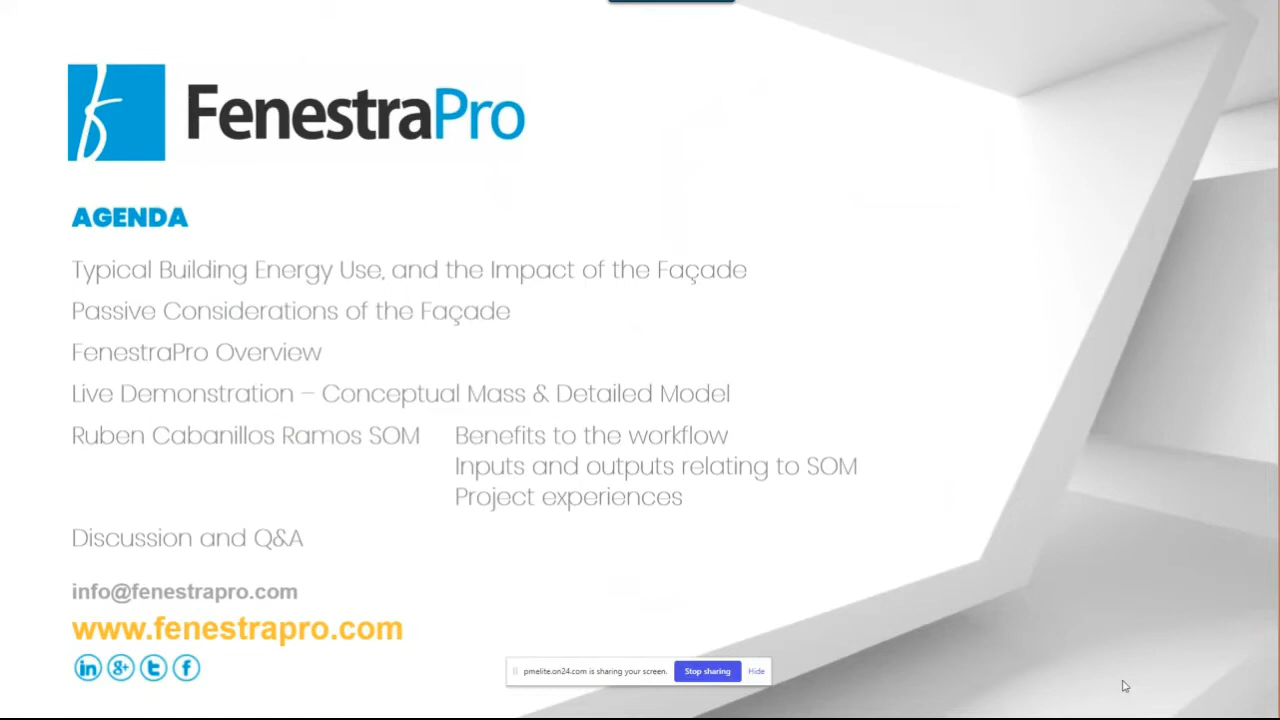 FenestraPro
AGENDA
Typical Building Energy Use, and the Impact of the Façade
Passive Considerations of the Façade
FenestraPro Overview
Live Demonstration – Conceptual Mass & Detailed Model
Ruben Cabanillos Ramos SOM Benefits to the workflow
Inputs and outputs relating to SOM
Project experiences
Discussion and Q&A
info@fenestrapro.com
www.fenestrapro.com
in g+ t f
pmelite.on24.com is sharing your screen. Stop sharing Hide